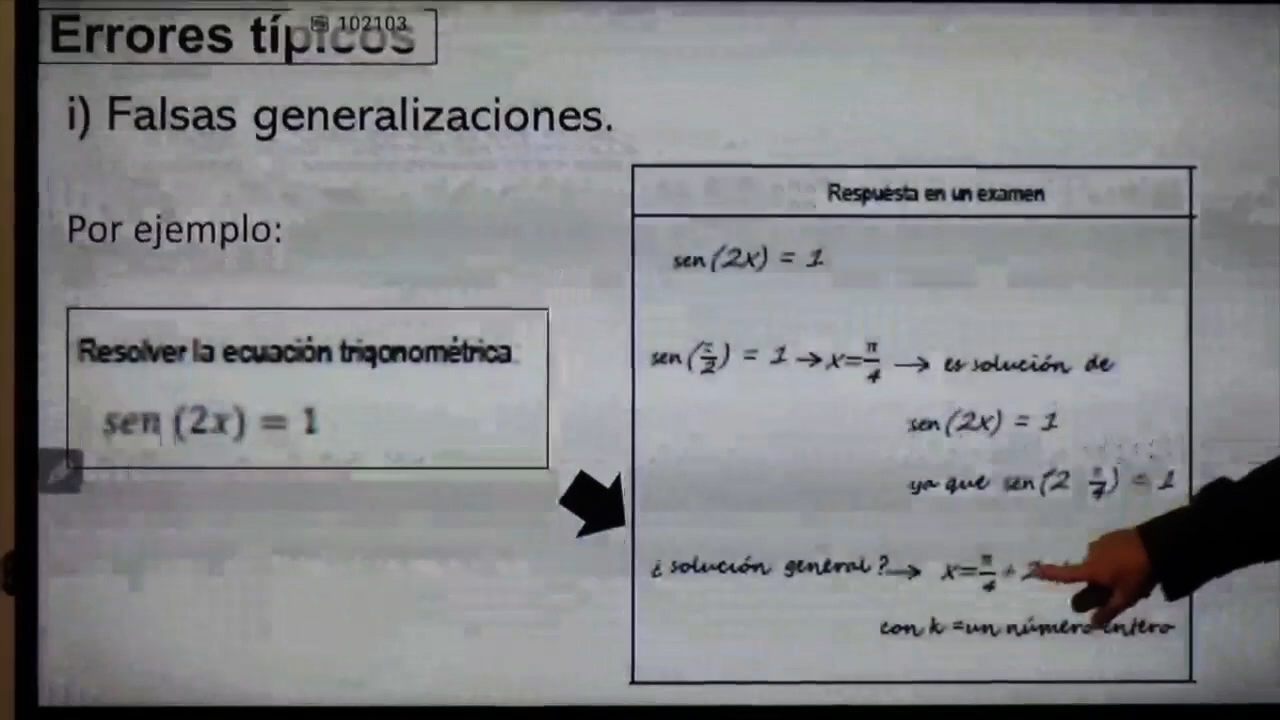 Errores típicos
102103
i) Falsas generalizaciones.
Por ejemplo:
Resolver la ecuación trigonométrica
sen (2x) = 1
Respuesta en un examen
sen(2x) = 1
sen(π/2) = 1 → x = π/4 → es solución de
sen(2x) = 1
ya que sen(2 π/4) = 1
¿solución general? → x = π/4 + 2
con k = un número entero